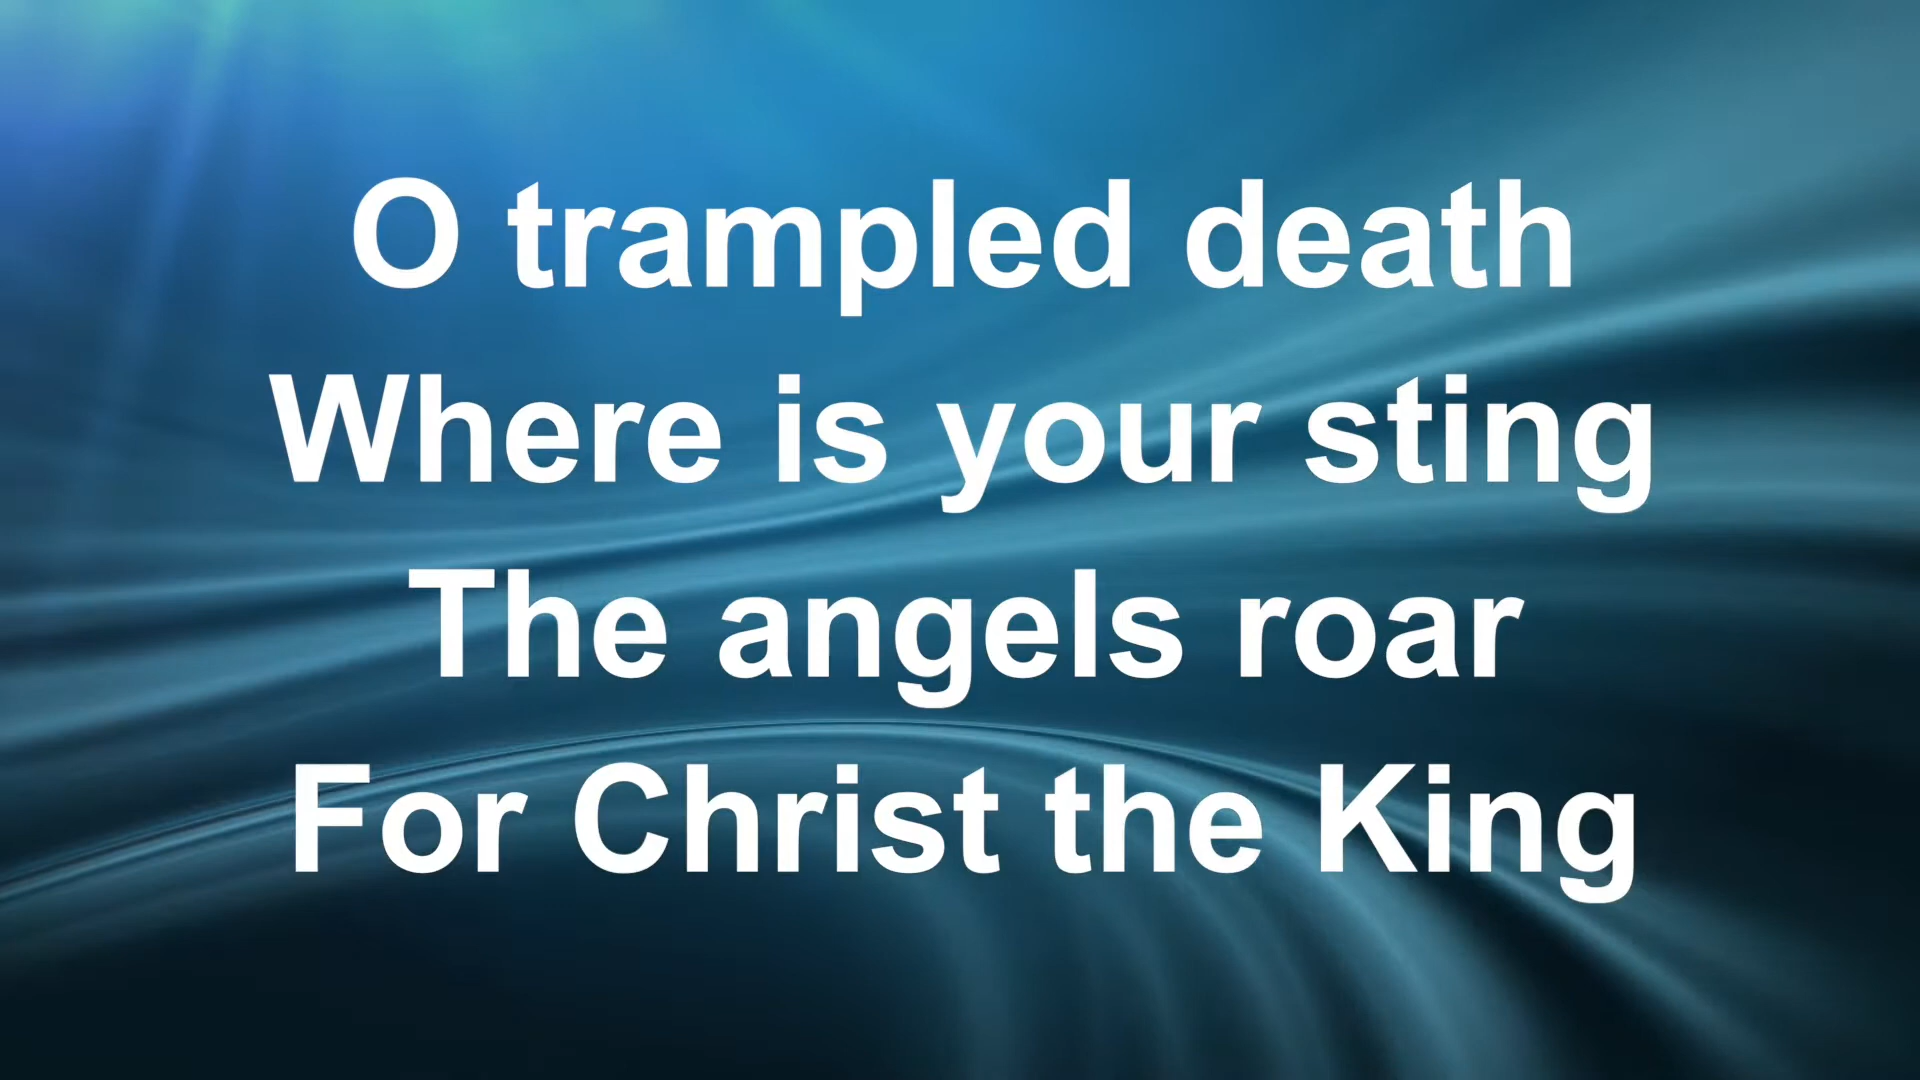 O trampled death
Where is your sting
The angels roar
For Christ the King